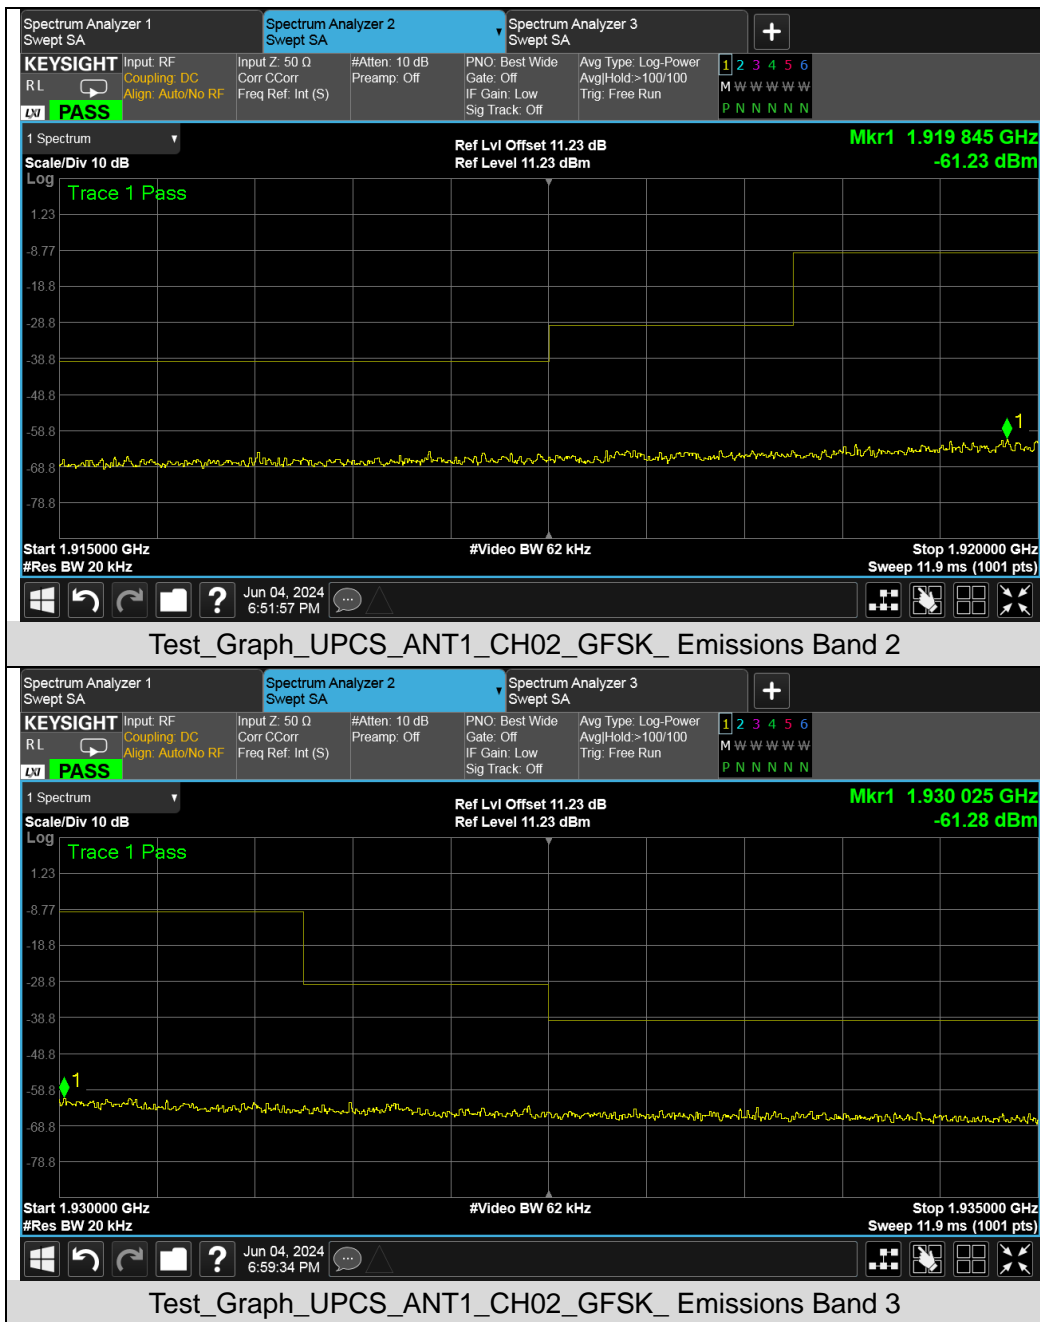 Spectrum Analyzer 1
Swept SA
Spectrum Analyzer 2
Swept SA
Spectrum Analyzer 3
Swept SA
KEYSIGHT
RL
LXI PASS
Input: RF
Coupling: DC
Align: Auto/No RF
Input Z: 50 Ω
Corr CCorr
Freq Ref: Int (S)
#Atten: 10 dB
Preamp: Off
PNO: Best Wide
Gate: Off
IF Gain: Low
Sig Track: Off
Avg Type: Log-Power
Avg|Hold:>100/100
Trig: Free Run
1 2 3 4 5 6
M W W W W W
P N N N N N
1 Spectrum
Scale/Div 10 dB
Ref Lvl Offset 11.23 dB
Ref Level 11.23 dBm
Mkr1 1.919 845 GHz
-61.23 dBm
Log
Trace 1 Pass
1.23
-8.77
-18.8
-28.8
-38.8
-48.8
-58.8
-68.8
-78.8
1
Start 1.915000 GHz
#Res BW 20 kHz
#Video BW 62 kHz
Stop 1.920000 GHz
Sweep 11.9 ms (1001 pts)
?
Jun 04, 2024
6:51:57 PM
Test_Graph_UPCS_ANT1_CH02_GFSK_ Emissions Band 2
Spectrum Analyzer 1
Swept SA
Spectrum Analyzer 2
Swept SA
Spectrum Analyzer 3
Swept SA
KEYSIGHT
RL
LXI PASS
Input: RF
Coupling: DC
Align: Auto/No RF
Input Z: 50 Ω
Corr CCorr
Freq Ref: Int (S)
#Atten: 10 dB
Preamp: Off
PNO: Best Wide
Gate: Off
IF Gain: Low
Sig Track: Off
Avg Type: Log-Power
Avg|Hold:>100/100
Trig: Free Run
1 2 3 4 5 6
M W W W W W
P N N N N N
1 Spectrum
Scale/Div 10 dB
Ref Lvl Offset 11.23 dB
Ref Level 11.23 dBm
Mkr1 1.930 025 GHz
-61.28 dBm
Log
Trace 1 Pass
1.23
-8.77
-18.8
-28.8
-38.8
-48.8
-58.8
-68.8
-78.8
1
Start 1.930000 GHz
#Res BW 20 kHz
#Video BW 62 kHz
Stop 1.935000 GHz
Sweep 11.9 ms (1001 pts)
?
Jun 04, 2024
6:59:34 PM
Test_Graph_UPCS_ANT1_CH02_GFSK_ Emissions Band 3